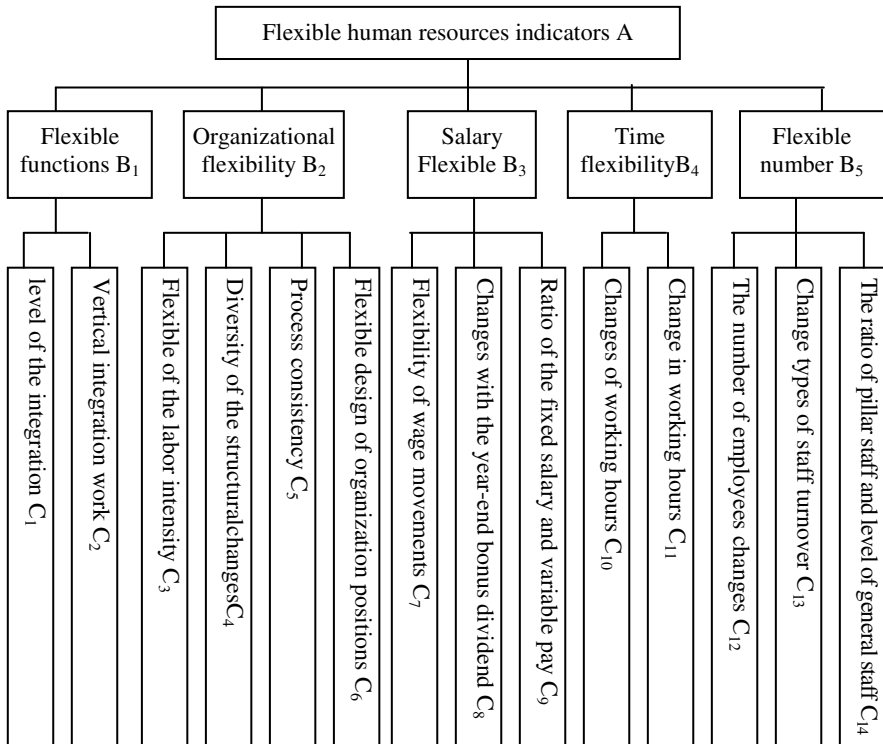 Flexible human resources indicators A
Flexible
functions B₁
Organizational
flexibility B₂
Salary
Flexible B₃
Time
flexibilityB₄
Flexible
number B₅
level of the integration C₁
Vertical integration work C₂
Flexible of the labor intensity C₃
Diversity of the structuralchangesC₄
Process consistency C₅
Flexible design of organization positions C₆
Flexibility of wage movements C₇
Changes with the year-end bonus dividend C₈
Ratio of the fixed salary and variable pay C₉
Changes of working hours C₁₀
Change in working hours C₁₁
The number of employees changes C₁₂
Change types of staff turnover C₁₃
The ratio of pillar staff and level of general staff C₁₄